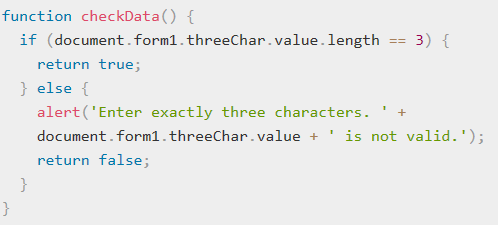 function checkData() {
  if (document.form1.threeChar.value.length == 3) {
    return true;
  } else {
    alert('Enter exactly three characters. ' +
    document.form1.threeChar.value + ' is not valid.');
    return false;
  }
}